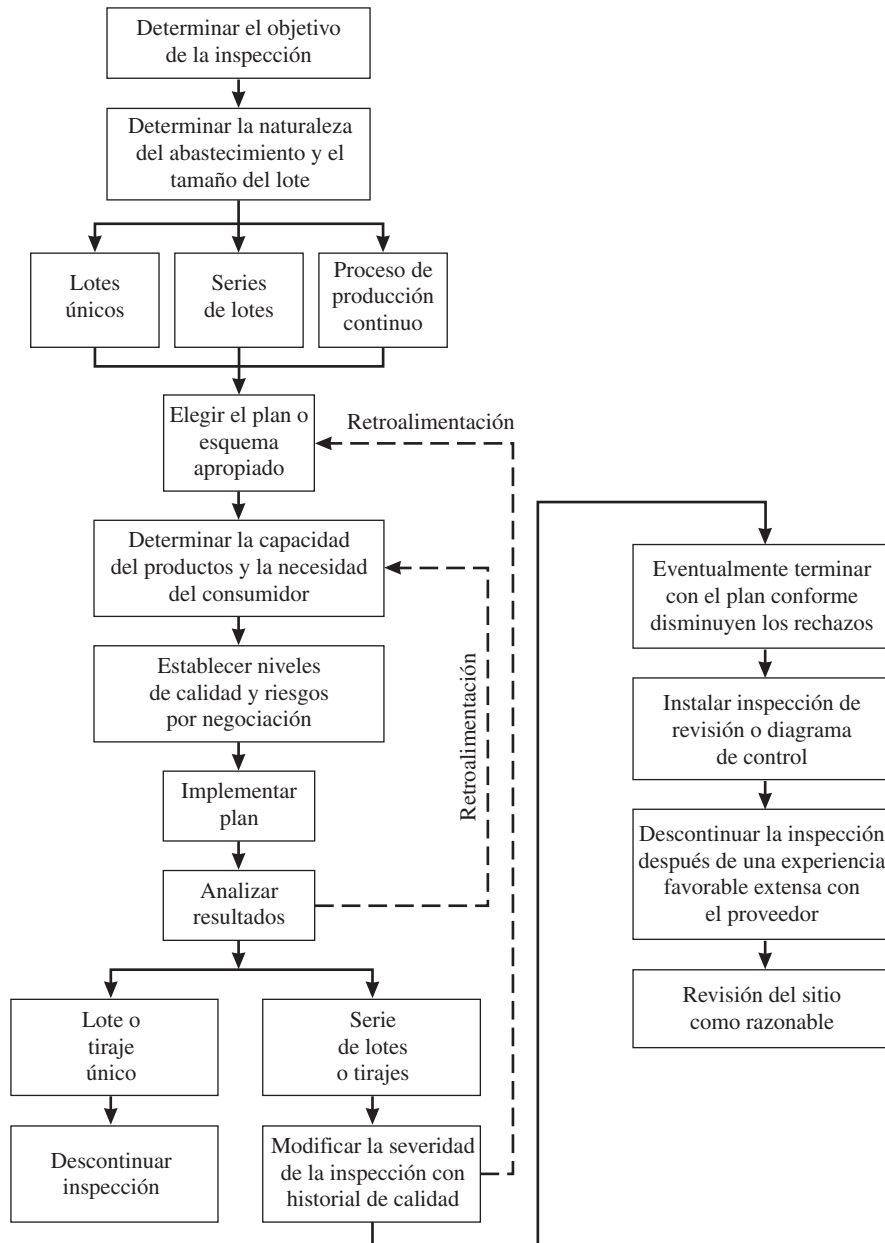 Determinar el objetivo
de la inspección
Determinar la naturaleza
del abastecimiento y el
tamaño del lote
Lotes
únicos
Series
de lotes
Proceso de
producción
continuo
Elegir el plan o
esquema
apropiado
Retroalimentación
Determinar la capacidad
del productos y la necesidad
del consumidor
Establecer niveles
de calidad y riesgos
por negociación
Retroalimentación
Implementar
plan
Analizar
resultados
Lote o
tiraje
único
Serie
de lotes
o tirajes
Descontinuar
inspección
Modificar la severidad
de la inspección con
historial de calidad
Eventualmente terminar
con el plan conforme
disminuyen los rechazos
Instalar inspección de
revisión o diagrama
de control
Descontinuar la inspección
después de una experiencia
favorable extensa con
el proveedor
Revisión del sitio
como razonable